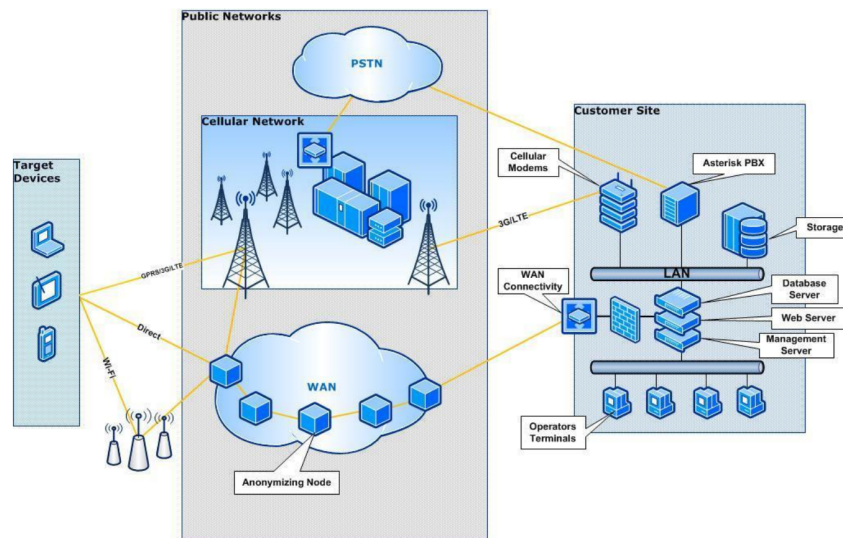 Public Networks
PSTN
Cellular Network
Customer Site
Cellular
Modems
Asterisk PBX
Target
Devices
3G/LTE
Storage
GPRS/3G/LTE
LAN
WAN
Connectivity
Database
Server
Web Server
Direct
Management
Server
Wi-Fi
WAN
Operators
Terminals
Anonymizing Node